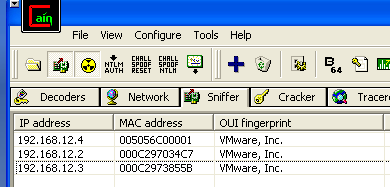 Cain
File View Configure Tools Help
NTLM AUTH CHALL SPOOF RESET CHALL SPOOF NTLM B 64
Decoders Network Sniffer Cracker Tracero
IP address MAC address OUI fingerprint
192.168.12.4 005056C00001 VMware, Inc.
192.168.12.2 000C297034C7 VMware, Inc.
192.168.12.3 000C2973855B VMware, Inc.